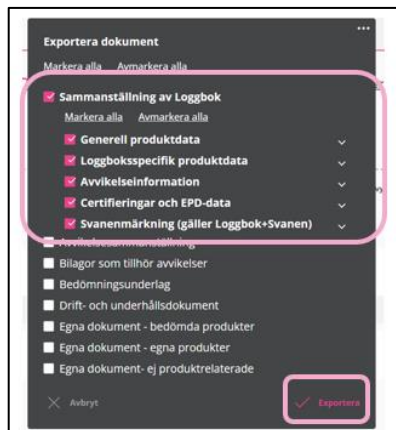 Exportera dokument
Markera alla Avmarkera alla
Sammanställning av Loggbok
Markera alla Avmarkera alla
Generell produktdata
Loggboksspecifik produktdata
Avvikelseinformation
Certifieringar och EPD-data
Svanenmärkning (gäller Loggbok+Svanen)
Avvikelsesammanställning
Bilagor som tillhör avvikelser
Bedömningsunderlag
Drift- och underhållsdokument
Egna dokument - bedömda produkter
Egna dokument - egna produkter
Egna dokument- ej produktrelaterade
Avbryt Exportera